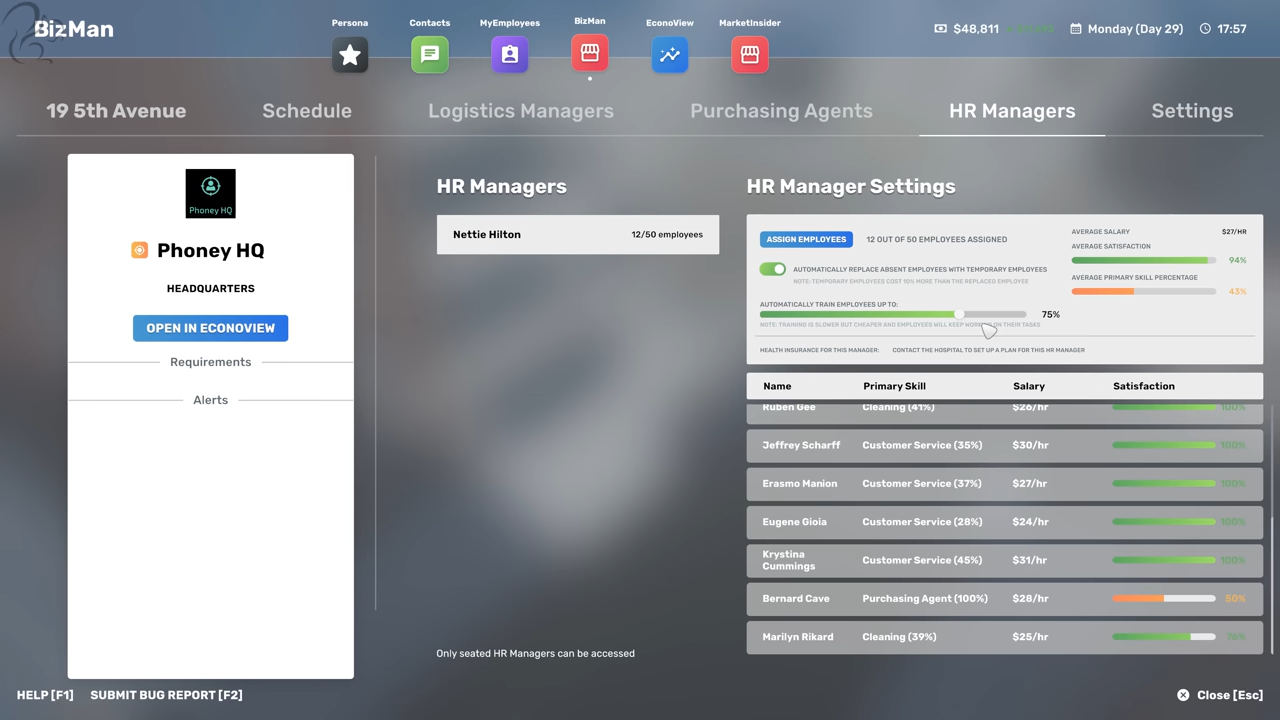 BizMan
Persona
Contacts
MyEmployees
BizMan
EconoView
MarketInsider
$48,811
Monday (Day 29)
17:57
19 5th Avenue
Schedule
Logistics Managers
Purchasing Agents
HR Managers
Settings
Phoney HQ
Phoney HQ
HEADQUARTERS
OPEN IN ECONOVIEW
Requirements
Alerts
HR Managers
Nettie Hilton 12/50 employees
Only seated HR Managers can be accessed
HR Manager Settings
ASSIGN EMPLOYEES 12 OUT OF 50 EMPLOYEES ASSIGNED
AUTOMATICALLY REPLACE ABSENT EMPLOYEES WITH TEMPORARY EMPLOYEES
NOTE: TEMPORARY EMPLOYEES COST 10% MORE THAN THE REPLACED EMPLOYEE
AUTOMATICALLY TRAIN EMPLOYEES UP TO:
75%
NOTE: TRAINING IS SLOWER BUT CHEAPER AND EMPLOYEES WILL KEEP ON THEIR TASKS
HEALTH INSURANCE FOR THIS MANAGER: CONTACT THE HOSPITAL TO SET UP A PLAN FOR THIS HR MANAGER
AVERAGE SALARY $27/HR
AVERAGE SATISFACTION
94%
AVERAGE PRIMARY SKILL PERCENTAGE
43%
Name Primary Skill Salary Satisfaction
Ruben Gee Cleaning (41%) $26/hr 100%
Jeffrey Scharff Customer Service (35%) $30/hr 100%
Erasmo Manion Customer Service (37%) $27/hr 100%
Eugene Gioia Customer Service (28%) $24/hr 100%
Krystina
Cummings Customer Service (45%) $31/hr 100%
Bernard Cave Purchasing Agent (100%) $28/hr 50%
Marilyn Rikard Cleaning (39%) $25/hr 76%
HELP [F1] SUBMIT BUG REPORT [F2]
Close [Esc]